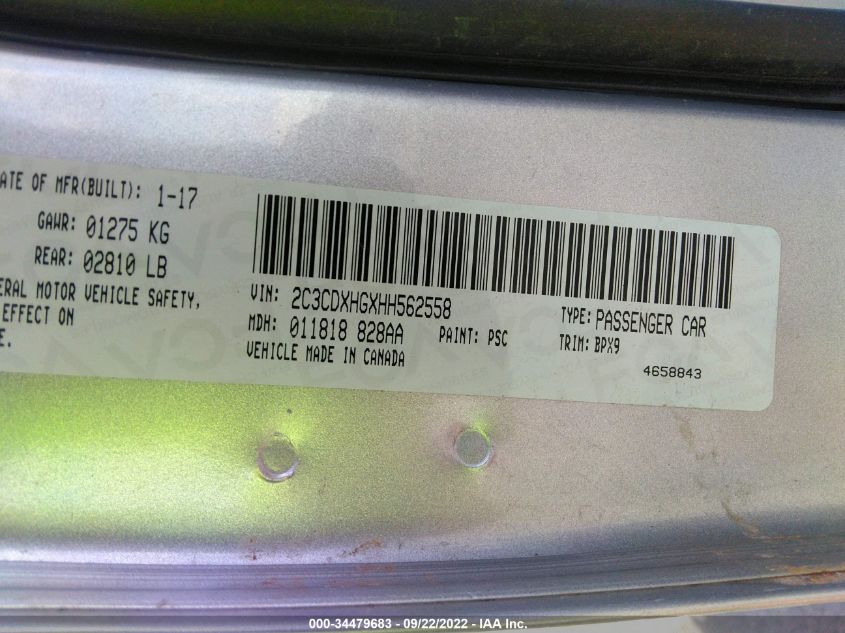 ATE OF MFR(BUILT): 1-17
GAWR: 01275 KG
REAR: 02810 LB
ERAL MOTOR VEHICLE SAFETY,
EFFECT ON
E.
VIN: 2C3CDXHGXHH562558
MDH: 011818 828AA PAINT: PSC
VEHICLE MADE IN CANADA
TYPE: PASSENGER CAR
TRIM: BPX9
4658843
000-34479683 - 09/22/2022 - IAA Inc.